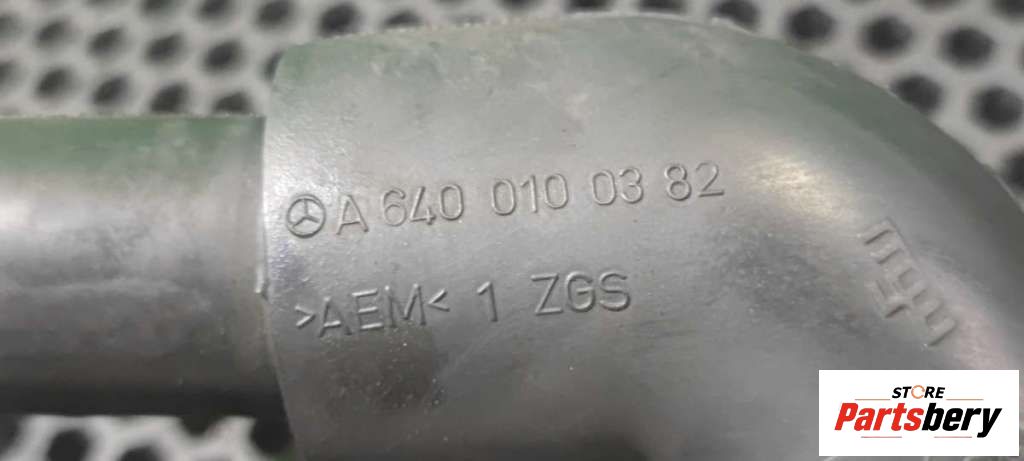 A 640 010 03 82
>AEM< 1 ZGS
STORE
Partsbery